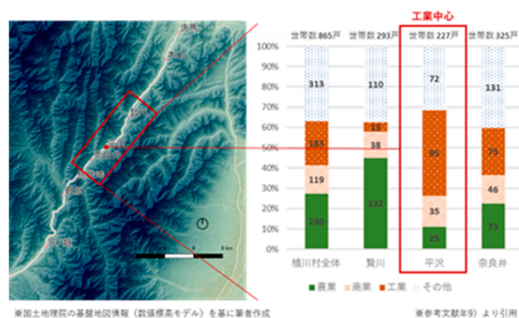 工業中心
世帯数865戸 世帯数293戸 世帯数227戸 世帯数325戸
100%
90%
80%
70%
60%
50%
40%
30%
20%
10%
0%
313 110 72 131
119 38 95 75
230 132 35 46
25 73
楢川村全体 贄川 平沢 奈良井
農業 商業 工業 その他
※国土地理院の基盤地図情報（数値標高モデル）を基に筆者作成
※参考文献年9）より引用